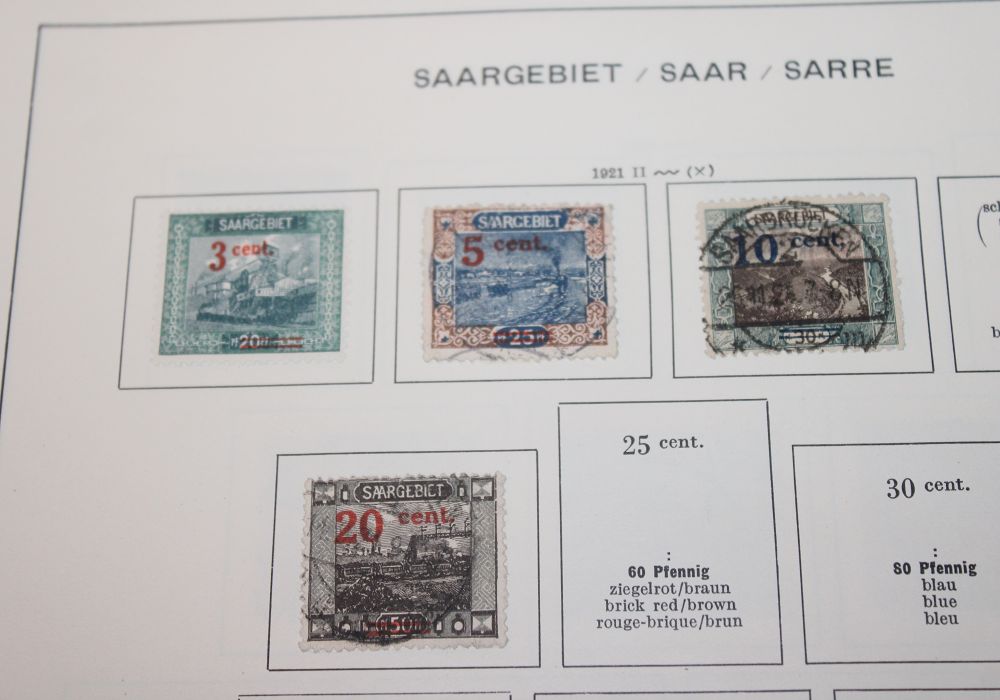 SAARGEBIET / SAAR / SARRE
1921 II ~~ (×)
SAARGEBIET
3 cent.
20
SAARGEBIET
5 cent.
25
SAARBRÜCKEN
10 cent.
30
SAARGEBIET
20 cent.
50
25 cent.
:
60 Pfennig
ziegelrot/braun
brick red/brown
rouge-brique/brun
30 cent.
:
80 Pfennig
blau
blue
bleu